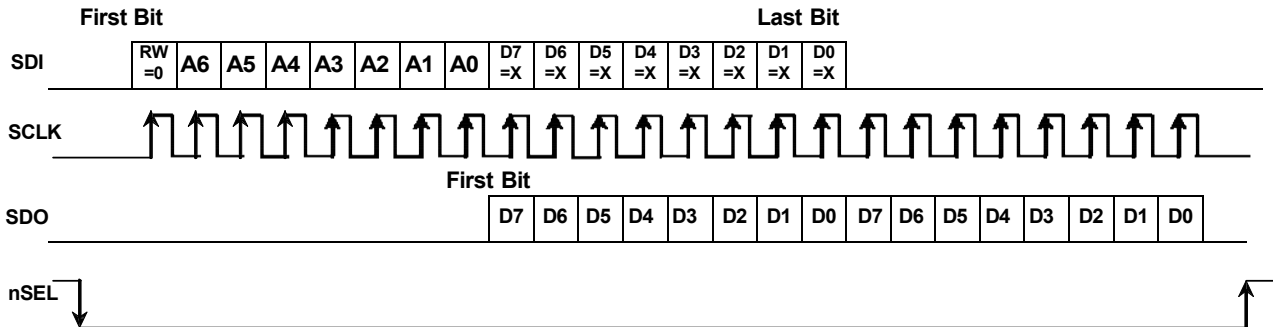 First Bit Last Bit
SDI RW =0 A6 A5 A4 A3 A2 A1 A0 D7 =X D6 =X D5 =X D4 =X D3 =X D2 =X D1 =X D0 =X
SCLK
First Bit
SDO D7 D6 D5 D4 D3 D2 D1 D0 D7 D6 D5 D4 D3 D2 D1 D0
nSEL